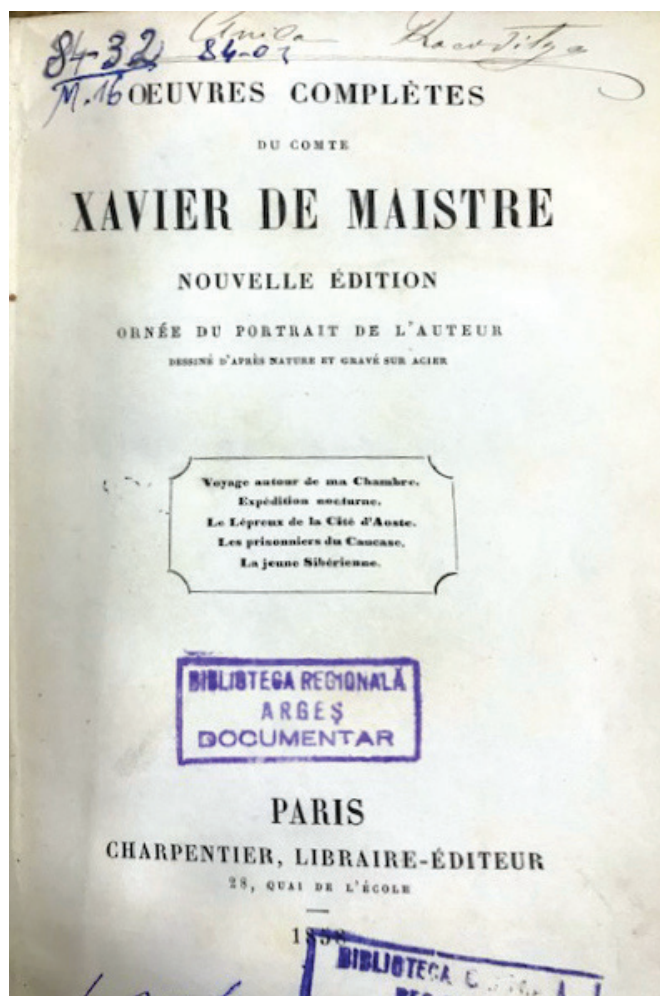 84-32
M.16
OEUVRES COMPLÈTES
DU COMTE
XAVIER DE MAISTRE
NOUVELLE ÉDITION
ORNÉE DU PORTRAIT DE L'AUTEUR
DESSINÉ D'APRÈS NATURE ET GRAVÉ SUR ACIER
Voyage autour de ma Chambre.
Expédition nocturne.
Le Lépreux de la Cité d'Aoste.
Les prisonniers du Caucase.
La jeune Sibérienne.
BIBLIOTECA REGIONALĂ
ARGEȘ
DOCUMENTAR
PARIS
CHARPENTIER, LIBRAIRE-ÉDITEUR
28, QUAI DE L'ÉCOLE
BIBLIOTECA